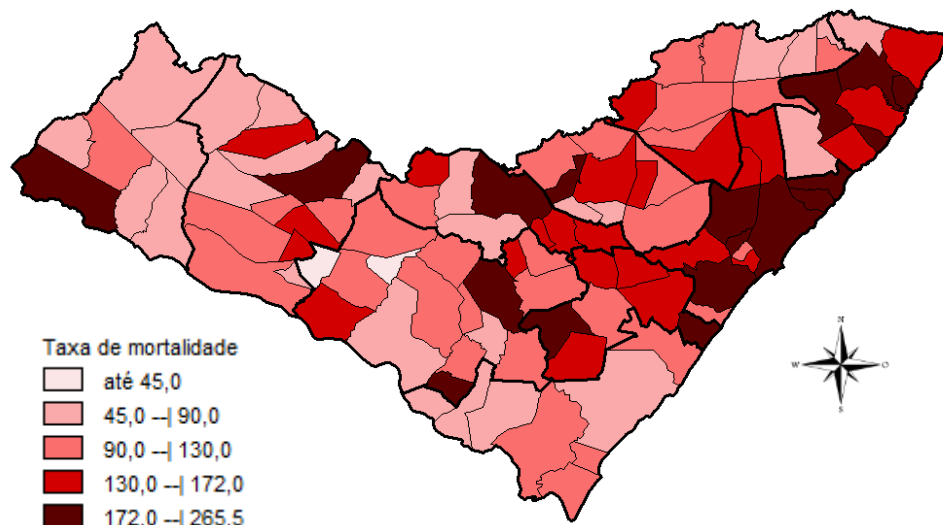 Taxa de mortalidade
até 45,0
45,0 --| 90,0
90,0 --| 130,0
130,0 --| 172,0
172,0 --| 265,5
N
W O
S